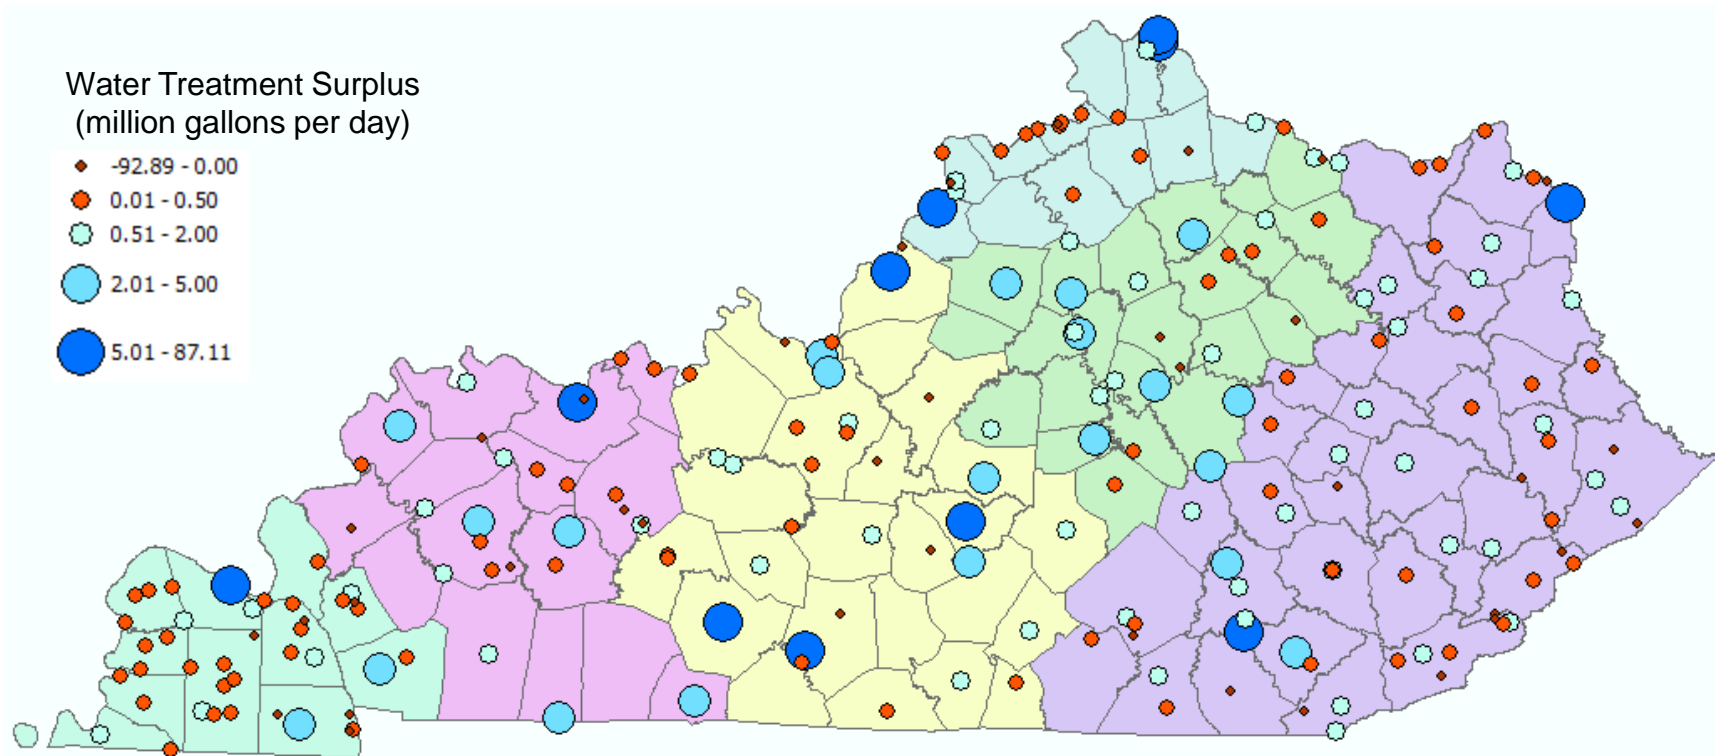 Water Treatment Surplus
(million gallons per day)
-92.89 - 0.00
0.01 - 0.50
0.51 - 2.00
2.01 - 5.00
5.01 - 87.11